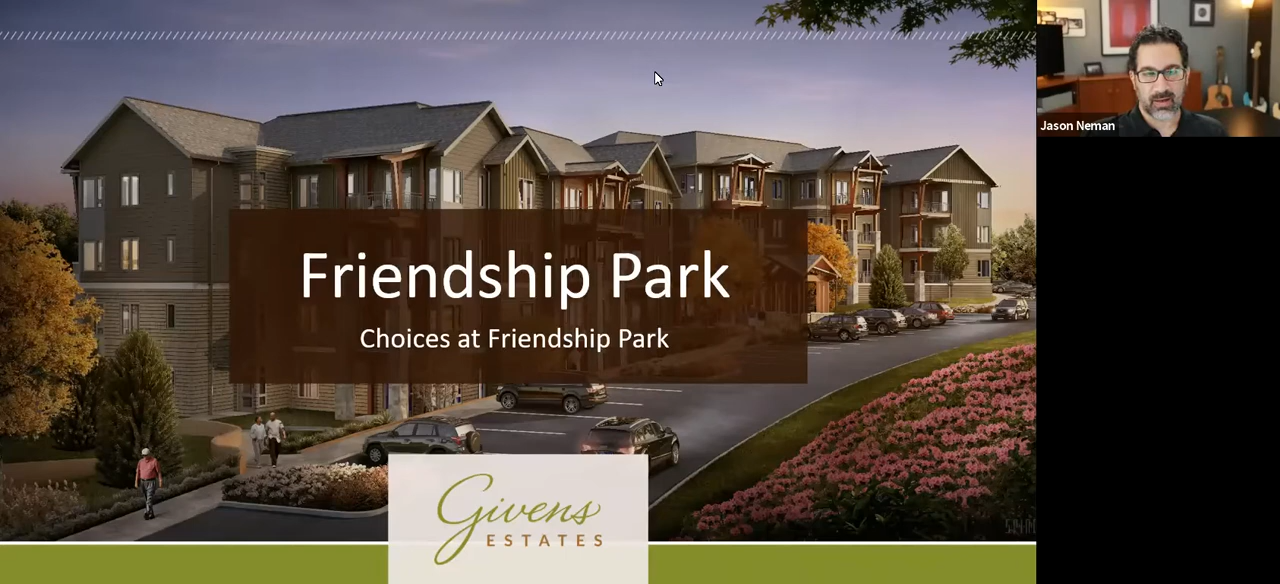 Friendship Park
Choices at Friendship Park
Givens
ESTATES
Jason Neman